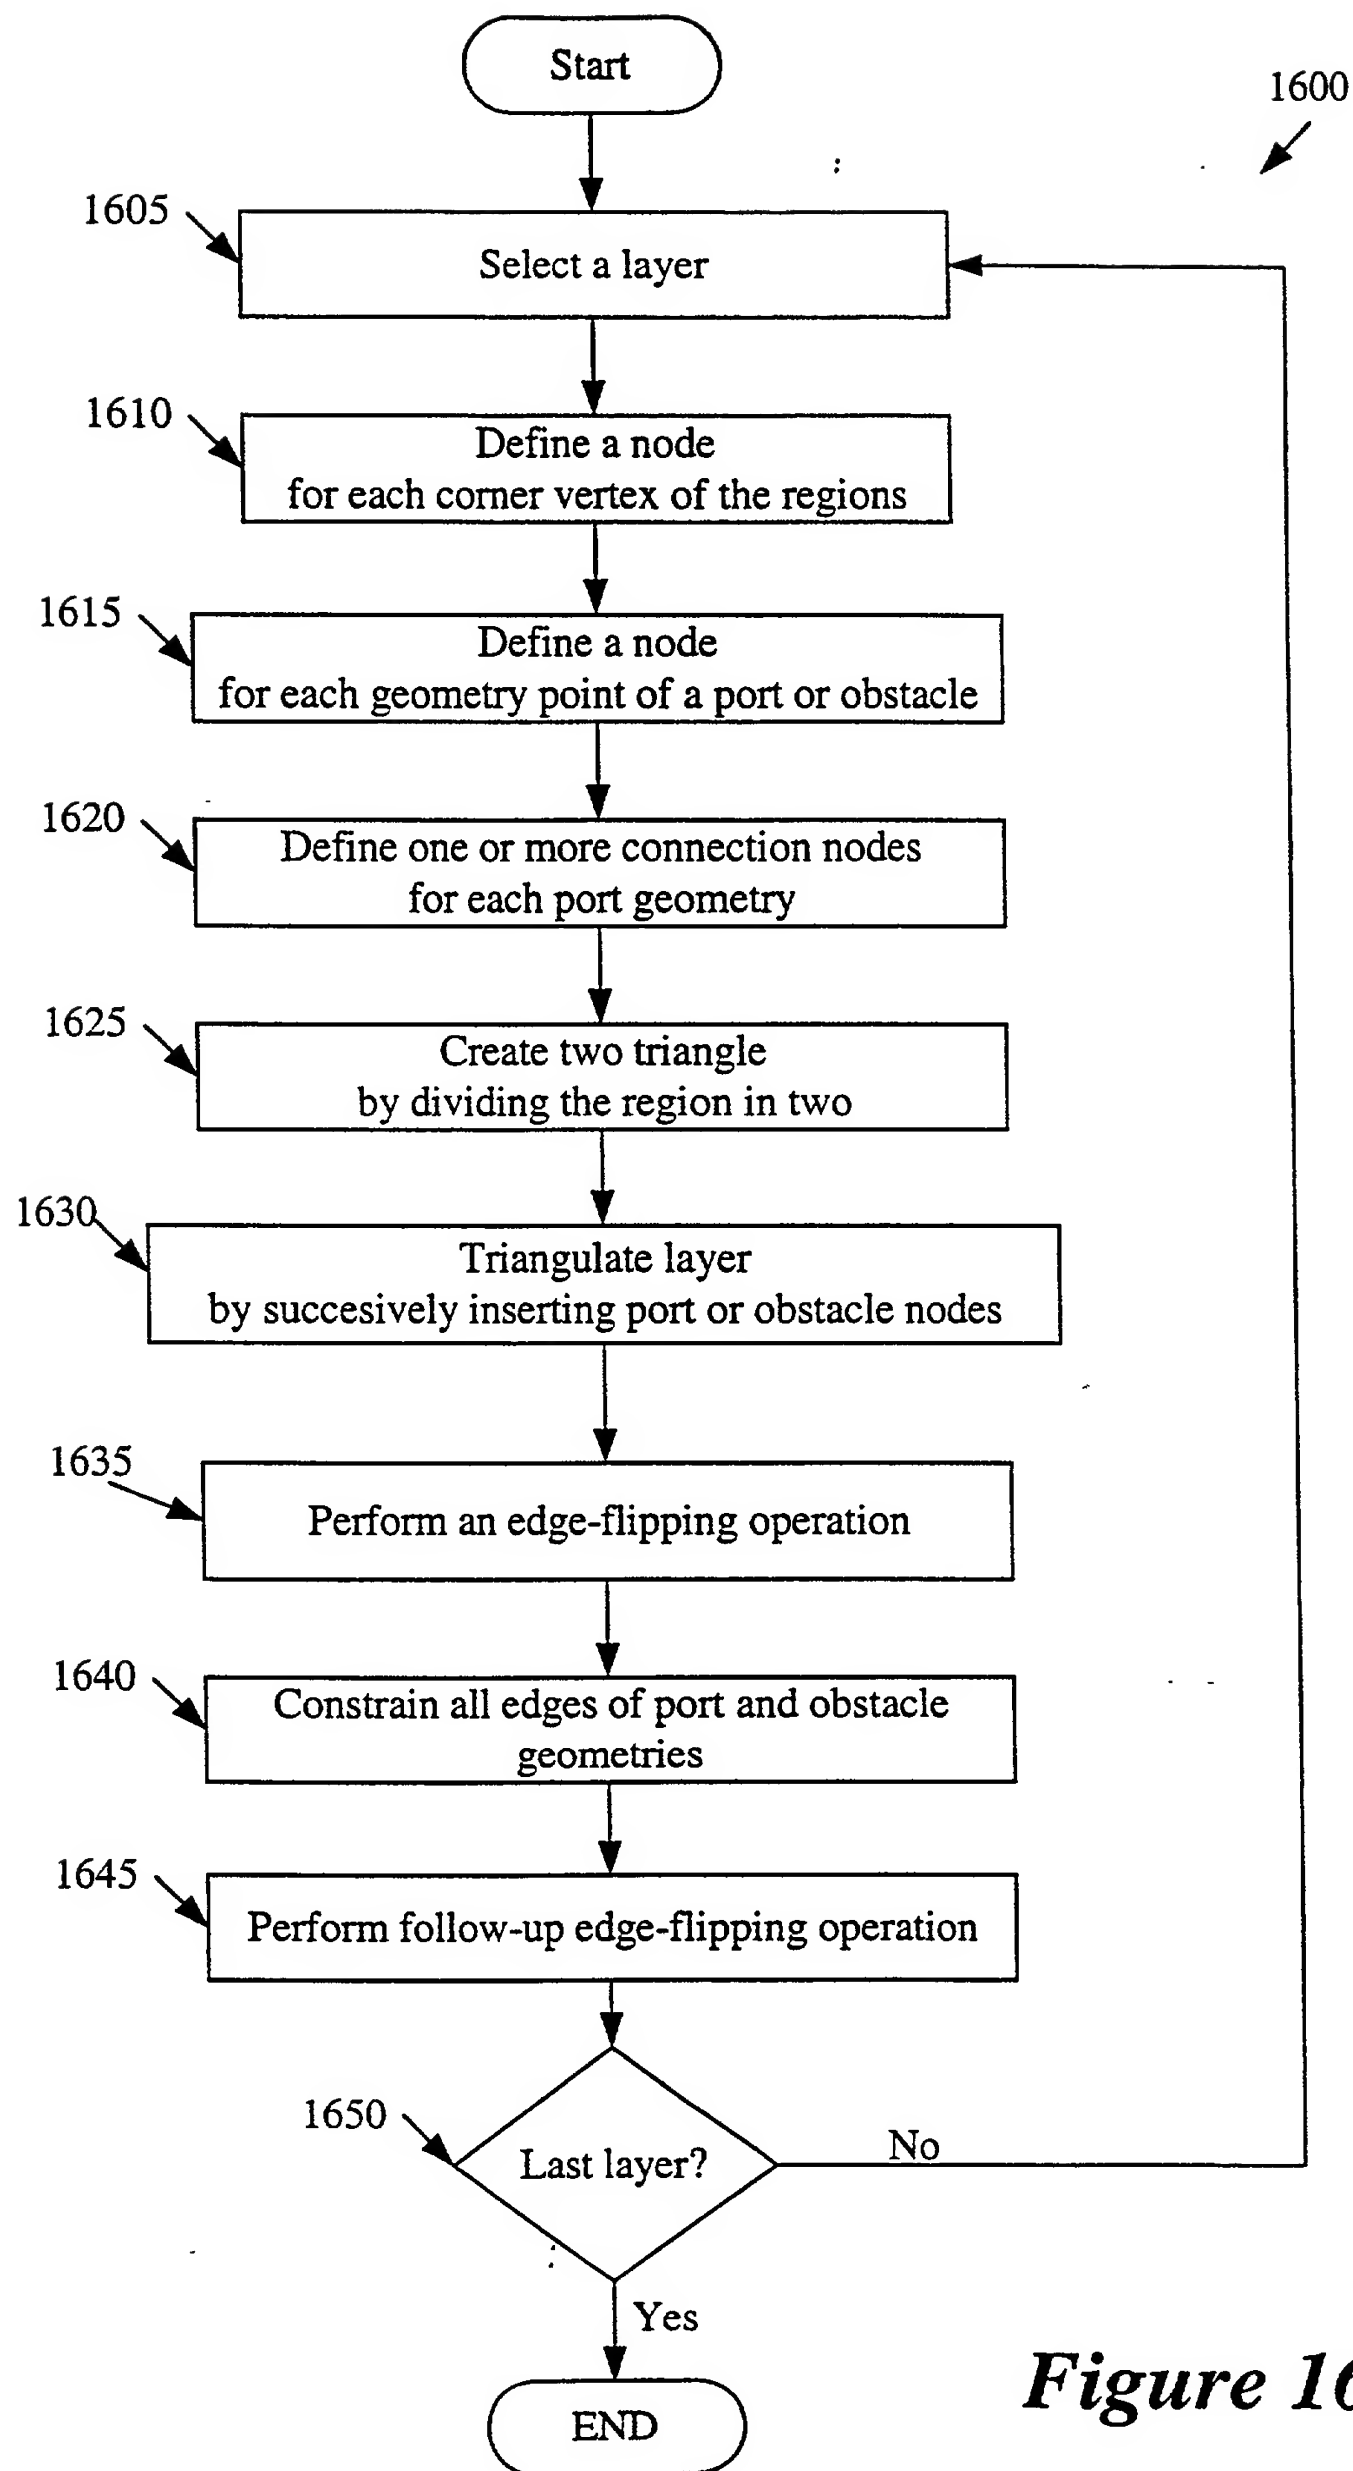 Start
1600
1605
Select a layer
1610
Define a node
for each corner vertex of the regions
1615
Define a node
for each geometry point of a port or obstacle
1620
Define one or more connection nodes
for each port geometry
1625
Create two triangle
by dividing the region in two
1630
Triangulate layer
by succesively inserting port or obstacle nodes
1635
Perform an edge-flipping operation
1640
Constrain all edges of port and obstacle
geometries
1645
Perform follow-up edge-flipping operation
1650
Last layer?
No
Yes
END
Figure 16